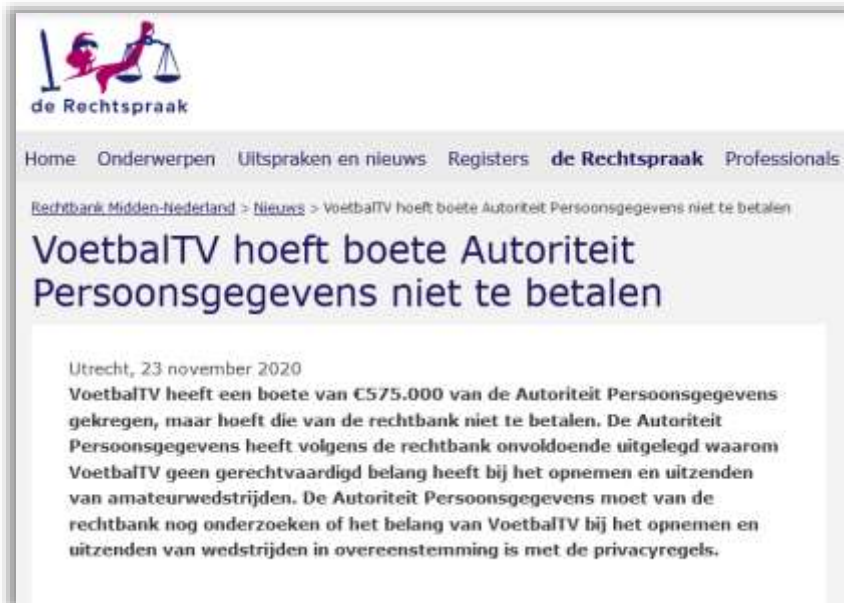 de Rechtspraak
Home Onderwerpen Uitspraken en nieuws Registers de Rechtspraak Professionals
Rechtbank Midden-Nederland > Nieuws > VoetbalTV hoeft boete Autoriteit Persoonsgegevens niet te betalen
VoetbalTV hoeft boete Autoriteit
Persoonsgegevens niet te betalen
Utrecht, 23 november 2020
VoetbalTV heeft een boete van €575.000 van de Autoriteit Persoonsgegevens
gekregen, maar hoeft die van de rechtbank niet te betalen. De Autoriteit
Persoonsgegevens heeft volgens de rechtbank onvoldoende uitgelegd waarom
VoetbalTV geen gerechtvaardigd belang heeft bij het opnemen en uitzenden
van amateurwedstrijden. De Autoriteit Persoonsgegevens moet van de
rechtbank nog onderzoeken of het belang van VoetbalTV bij het opnemen en
uitzenden van wedstrijden in overeenstemming is met de privacyregels.